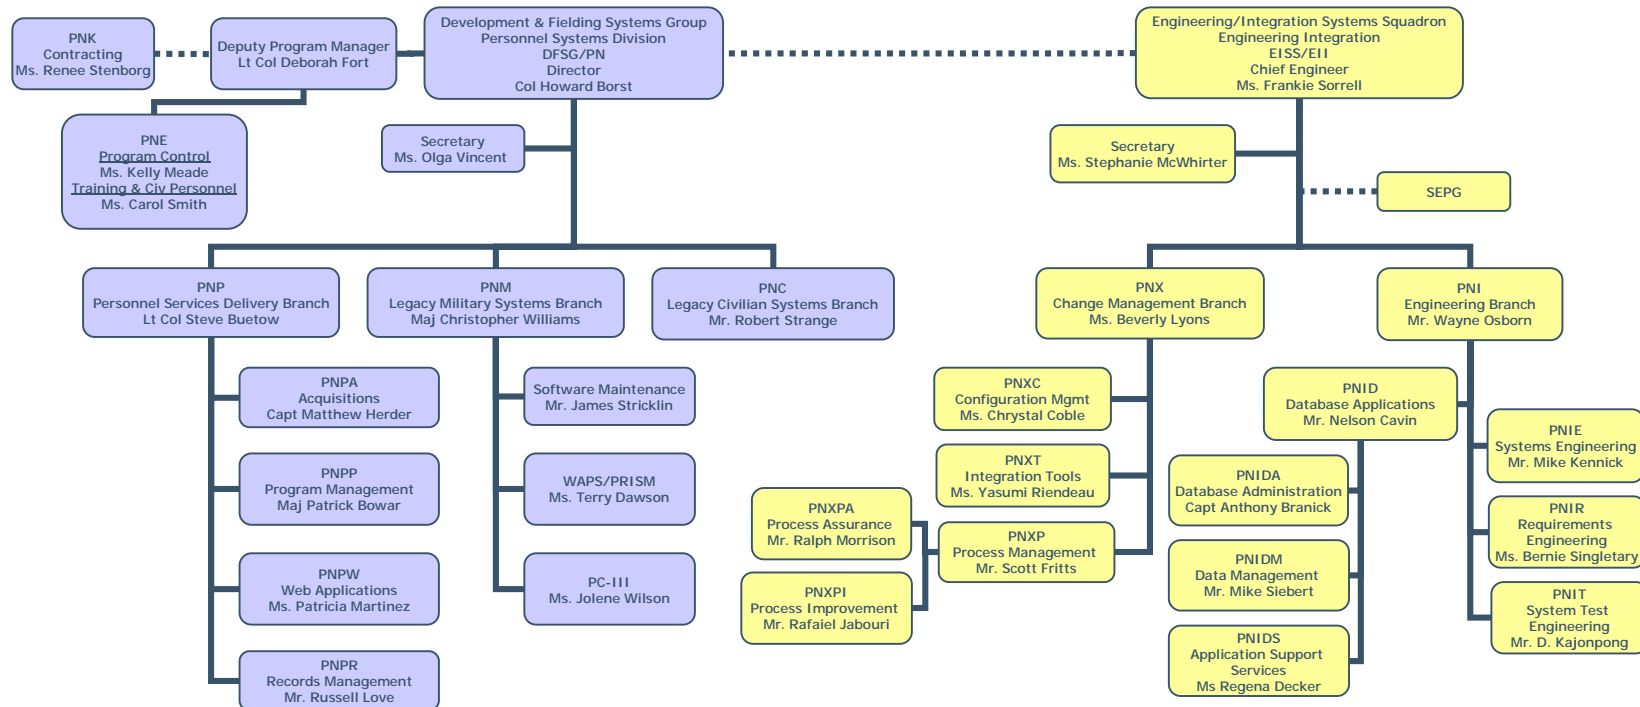 PNK
Contracting
Ms. Renee Stenborg
Deputy Program Manager
Lt Col Deborah Fort
Development & Fielding Systems Group
Personnel Systems Division
DFSG/PN
Director
Col Howard Borst
Engineering/Integration Systems Squadron
Engineering Integration
EISS/EII
Chief Engineer
Ms. Frankie Sorrell
PNE
Program Control
Ms. Kelly Meade
Training & Civ Personnel
Ms. Carol Smith
Secretary
Ms. Olga Vincent
Secretary
Ms. Stephanie McWhirter
SEPG
PNP
Personnel Services Delivery Branch
Lt Col Steve Buetow
PNM
Legacy Military Systems Branch
Maj Christopher Williams
PNC
Legacy Civilian Systems Branch
Mr. Robert Strange
PNX
Change Management Branch
Ms. Beverly Lyons
PNI
Engineering Branch
Mr. Wayne Osborn
PNPA
Acquisitions
Capt Matthew Herder
PNPP
Program Management
Maj Patrick Bowar
PNPW
Web Applications
Ms. Patricia Martinez
PNPR
Records Management
Mr. Russell Love
Software Maintenance
Mr. James Stricklin
WAPS/PRISM
Ms. Terry Dawson
PC-III
Ms. Jolene Wilson
PNXC
Configuration Mgmt
Ms. Chrystal Coble
PNXT
Integration Tools
Ms. Yasumi Riendeau
PNXP
Process Management
Mr. Scott Fritts
PNXPA
Process Assurance
Mr. Ralph Morrison
PNXPI
Process Improvement
Mr. Rafaiel Jabouri
PNID
Database Applications
Mr. Nelson Cavin
PNIDA
Database Administration
Capt Anthony Branick
PNIDM
Data Management
Mr. Mike Siebert
PNIDS
Application Support
Services
Ms Regena Decker
PNIE
Systems Engineering
Mr. Mike Kennick
PNIR
Requirements
Engineering
Ms. Bernie Singletary
PNIT
System Test
Engineering
Mr. D. Kajonpong